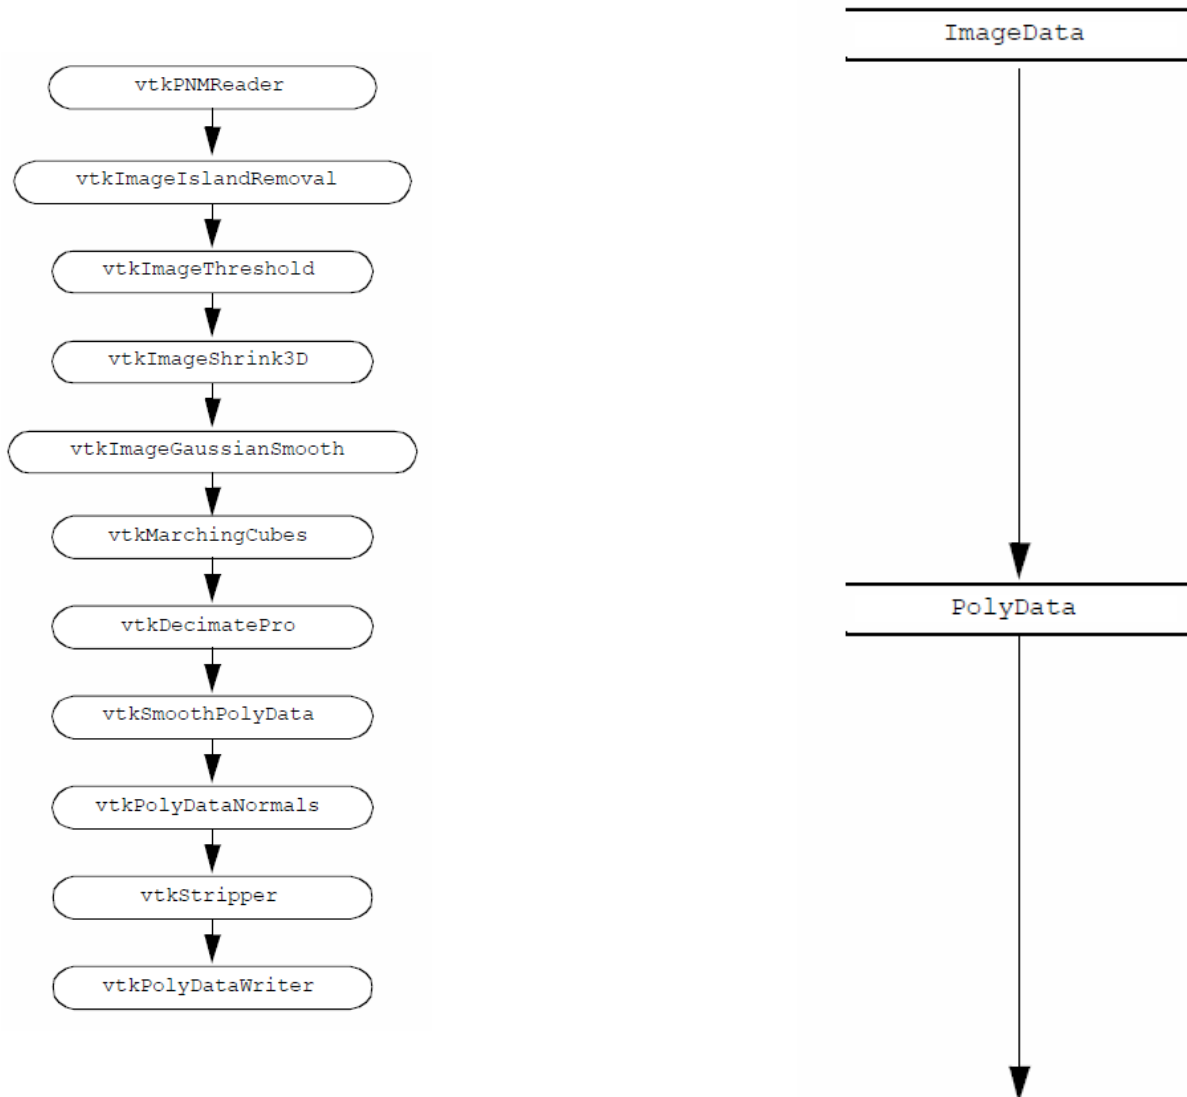 ImageData
vtkPNMReader
vtkImageIslandRemoval
vtkImageThreshold
vtkImageShrink3D
vtkImageGaussianSmooth
vtkMarchingCubes
PolyData
vtkDecimatePro
vtkSmoothPolyData
vtkPolyDataNormals
vtkStripper
vtkPolyDataWriter